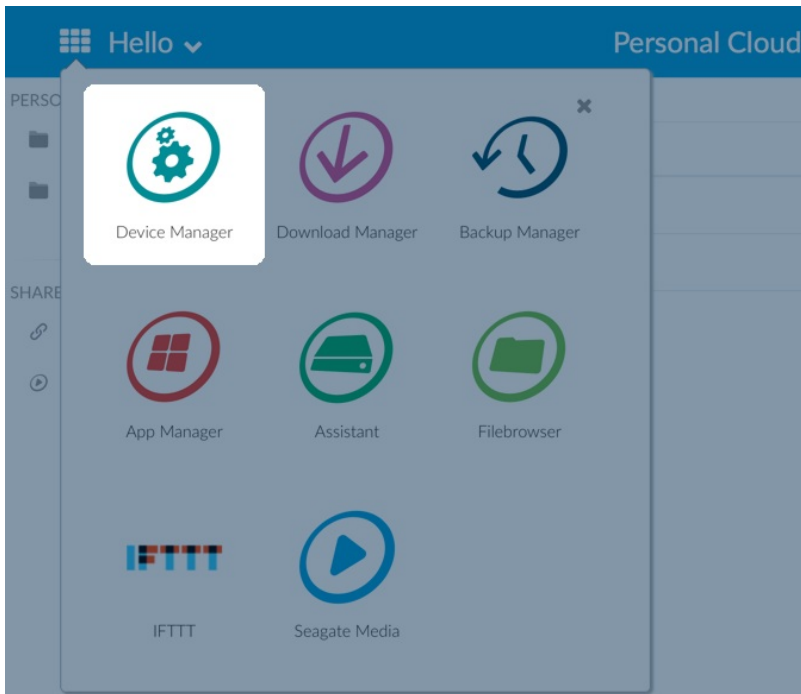 Hello
Personal Cloud
PERSO
Device Manager
Download Manager
Backup Manager
SHARE
App Manager
Assistant
Filebrowser
IFTTT
IFTTT
Seagate Media